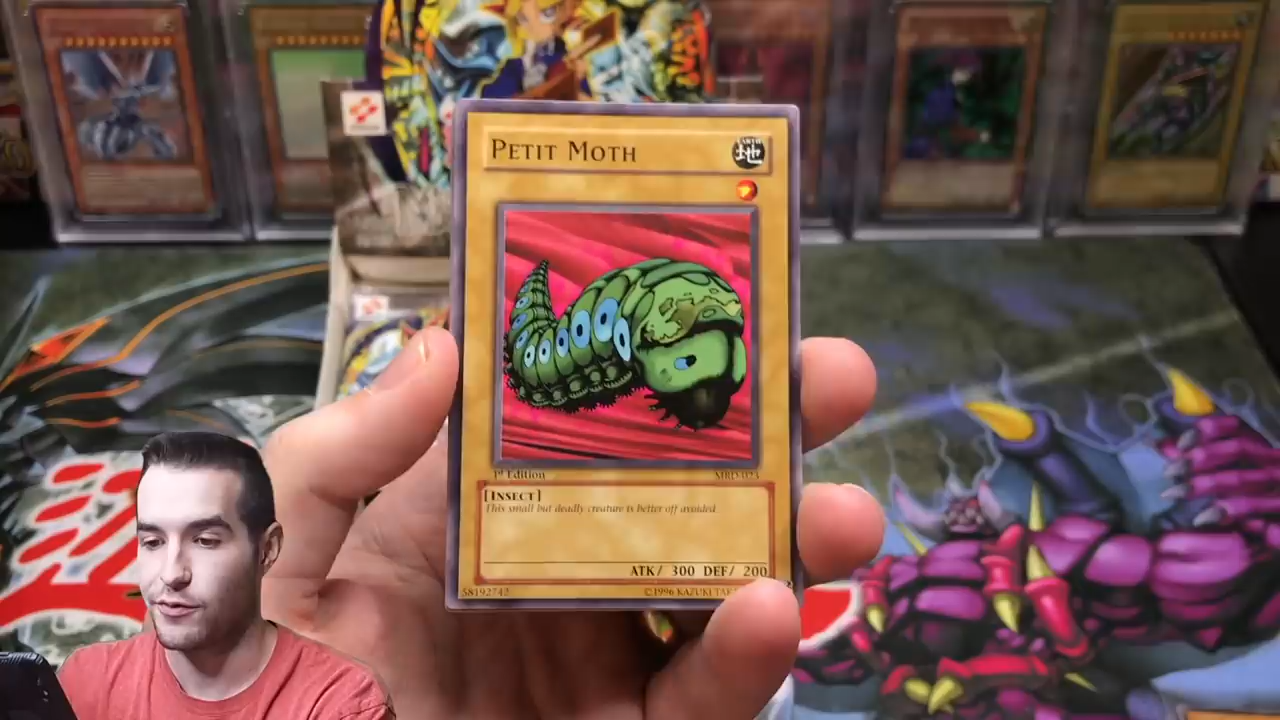 PETIT MOTH
EARTH
地
1st Edition
MRD-023
[INSECT]
This small but deadly creature is better off avoided.
ATK/ 300 DEF/ 200
58192742
©1996 KAZUKI